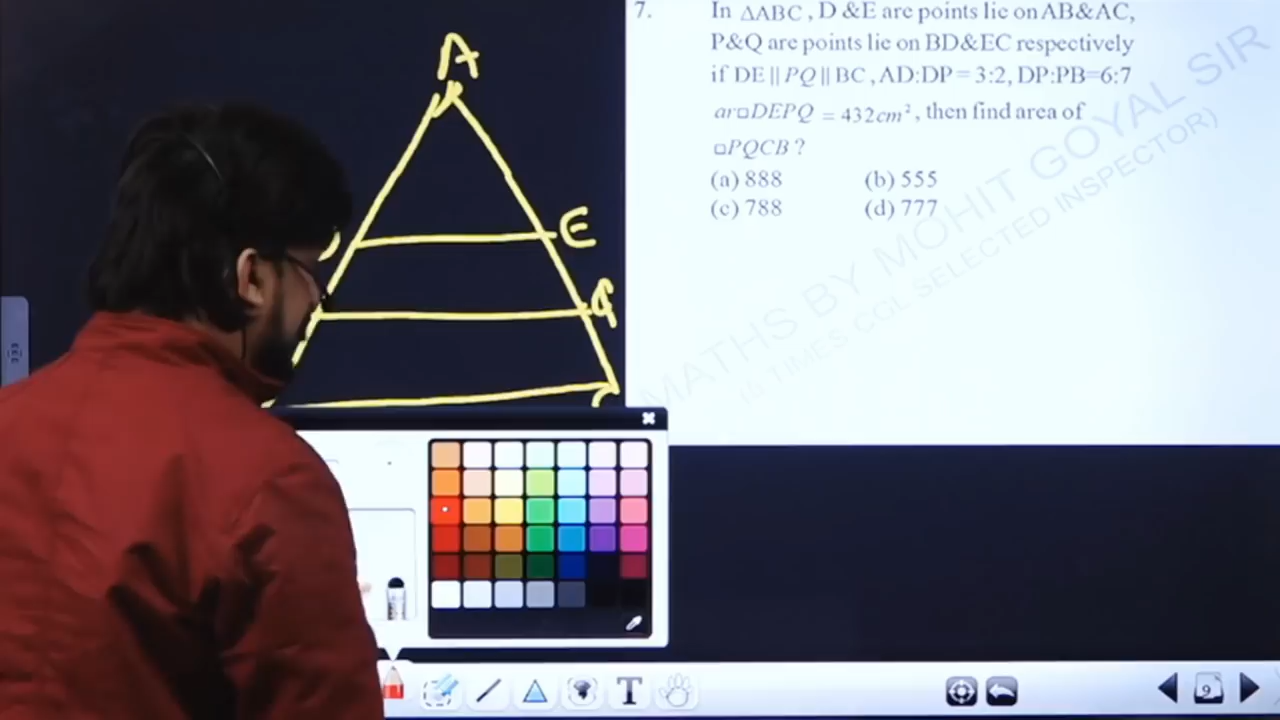 7. In ΔABC, D &E are points lie on AB&AC,
P&Q are points lie on BD&EC respectively
if DE || PQ || BC, AD:DP = 3:2, DP:PB=6:7
ar□DEPQ = 432cm², then find area of
□PQCB?
(a) 888 (b) 555
(c) 788 (d) 777
MATHS BY MOHIT GOYAL SIR
A
E
T
9